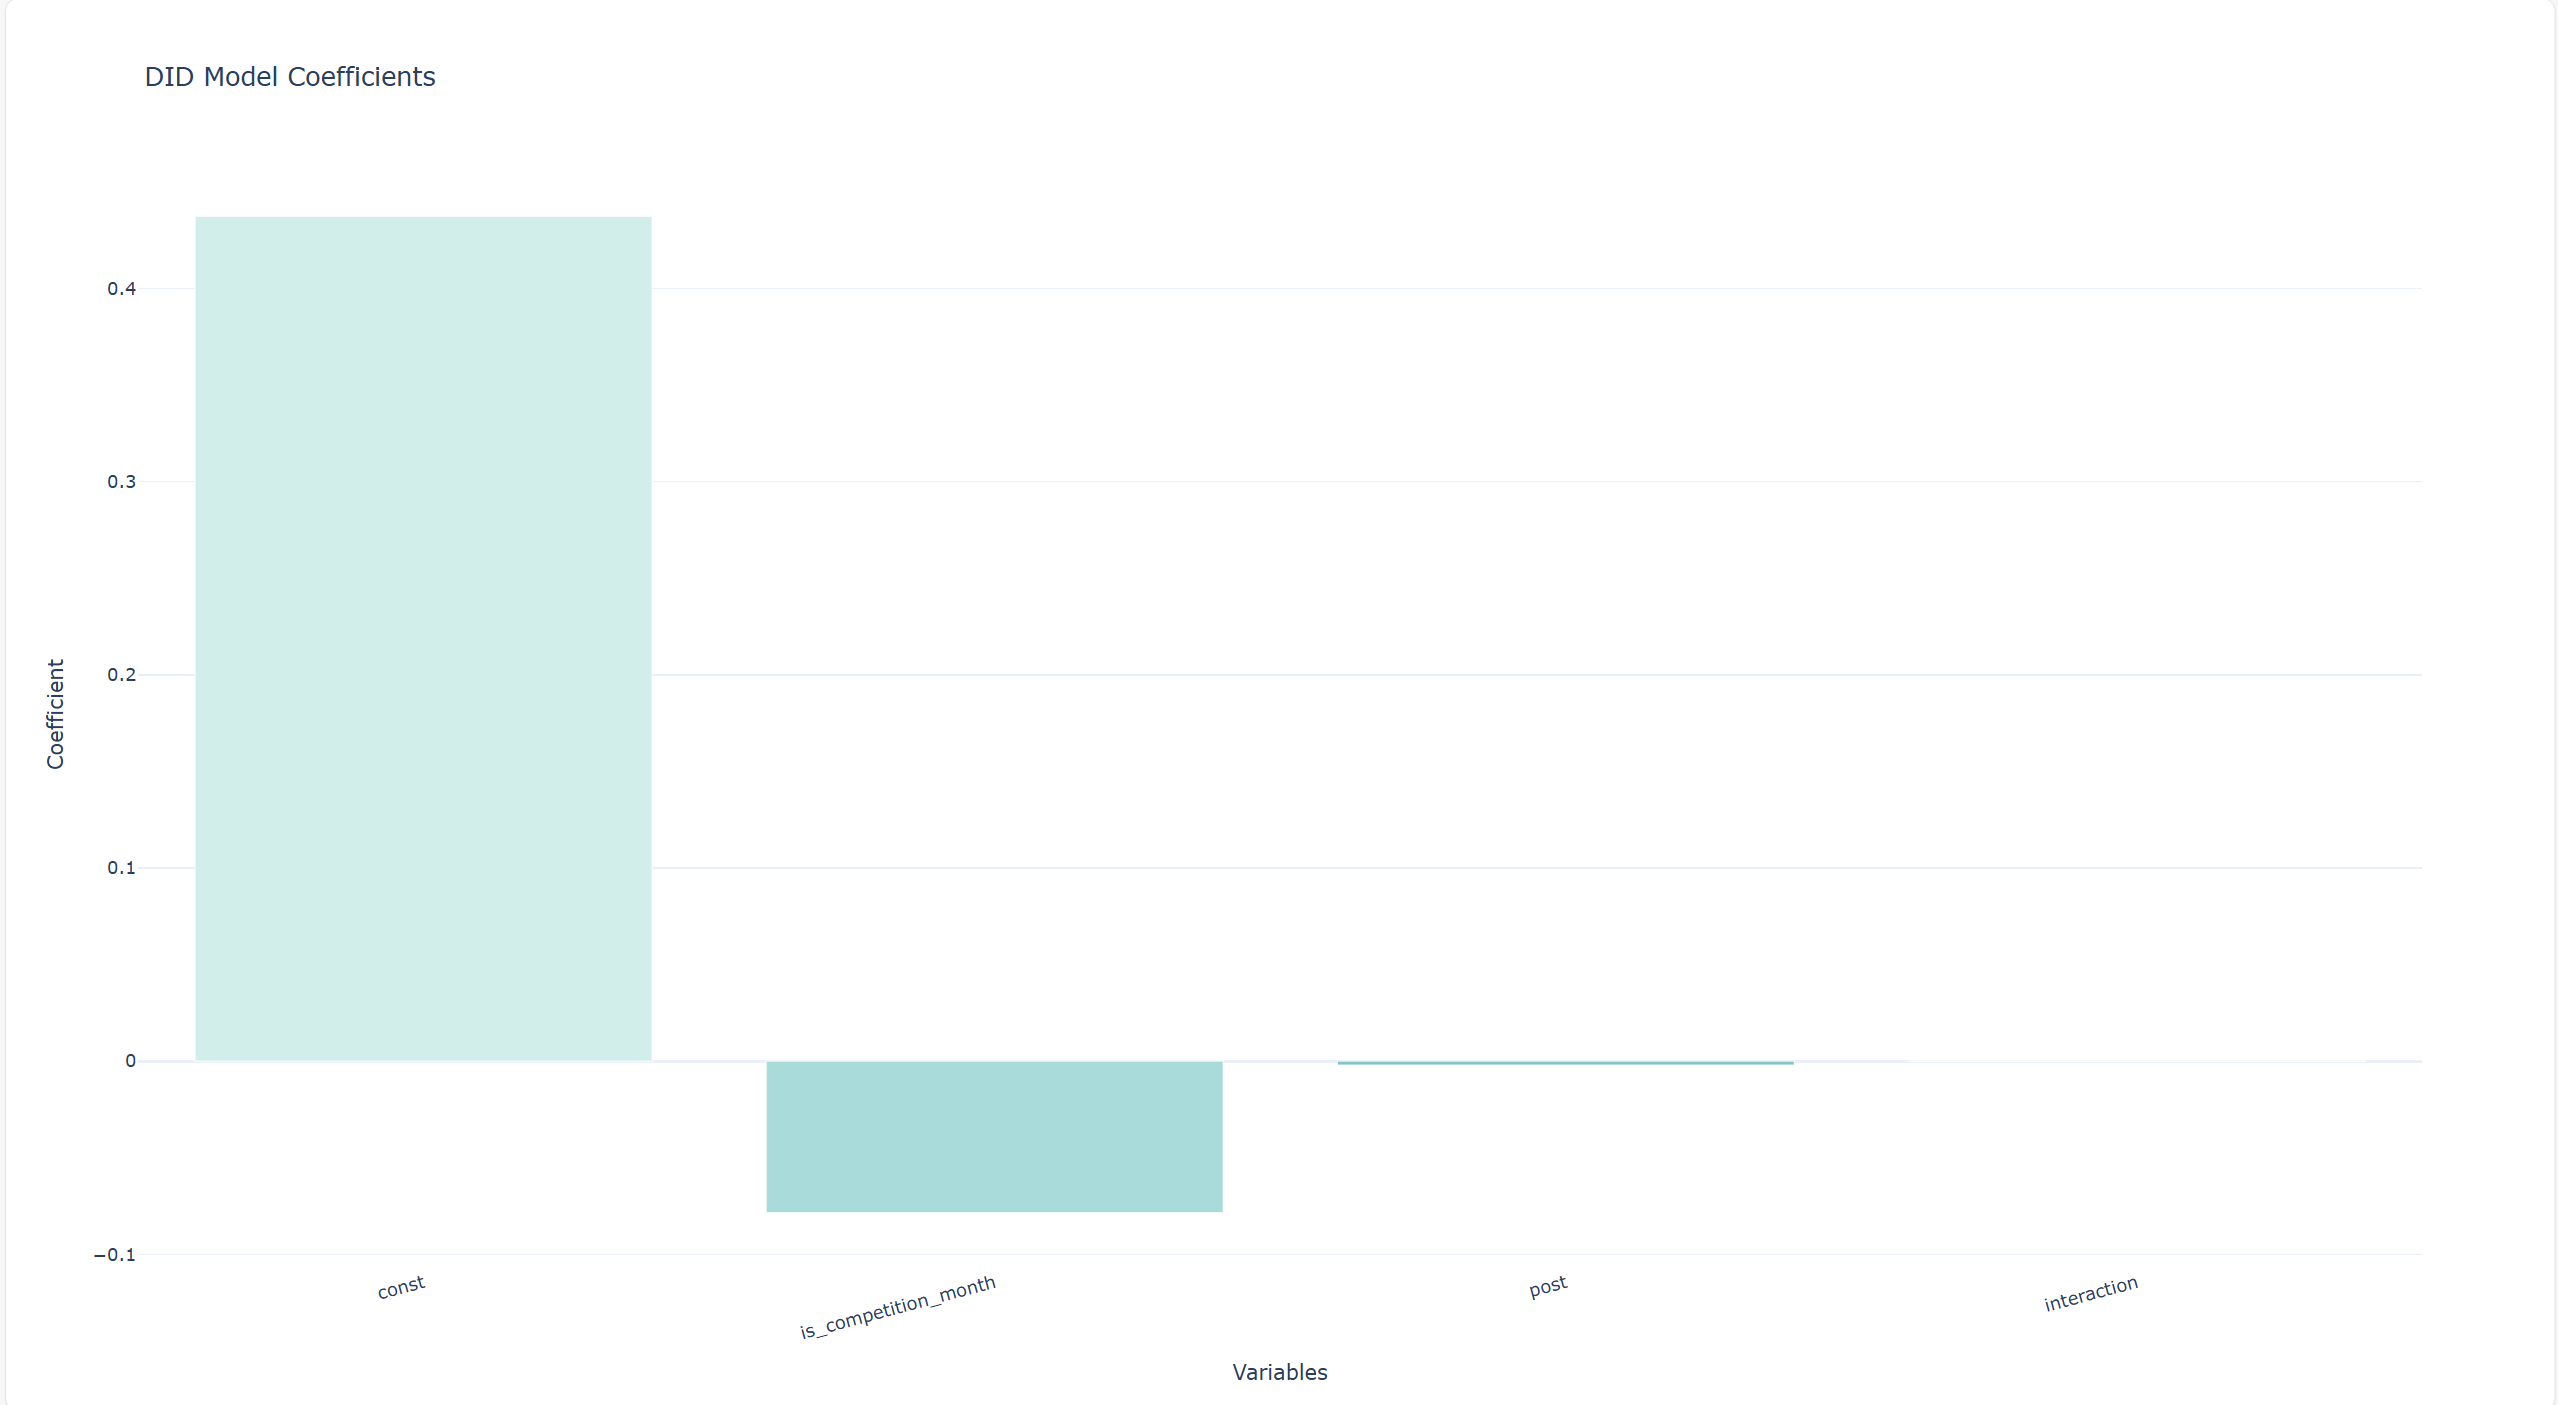 DID Model Coefficients
0.4
0.3
0.2
0.1
0
−0.1
Coefficient
const
is_competition_month
post
interaction
Variables